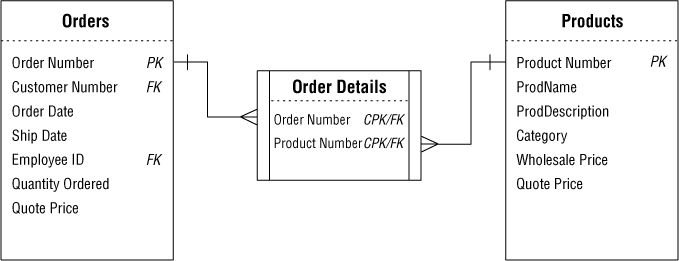 Orders
Order Number PK
Customer Number FK
Order Date
Ship Date
Employee ID FK
Quantity Ordered
Quote Price
Order Details
Order Number CPK/FK
Product Number CPK/FK
Products
Product Number PK
ProdName
ProdDescription
Category
Wholesale Price
Quote Price